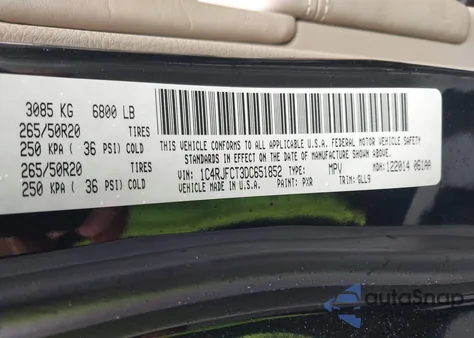 3085 KG 6800 LB
265/50R20 TIRES
250 KPA ( 36 PSI) COLD
265/50R20 TIRES
250 KPA ( 36 PSI) COLD
THIS VEHICLE CONFORMS TO ALL APPLICABLE U.S.A. FEDERAL MOTOR VEHICLE SAFETY
STANDARDS IN EFFECT ON THE DATE OF MANUFACTURE SHOWN ABOVE.
VIN: 1C4RJFCT3DC651852 TYPE: MPV MDH: 122014 061AA
VEHICLE MADE IN U.S.A. PAINT: PXR TRIM: GLL9
autoSnap